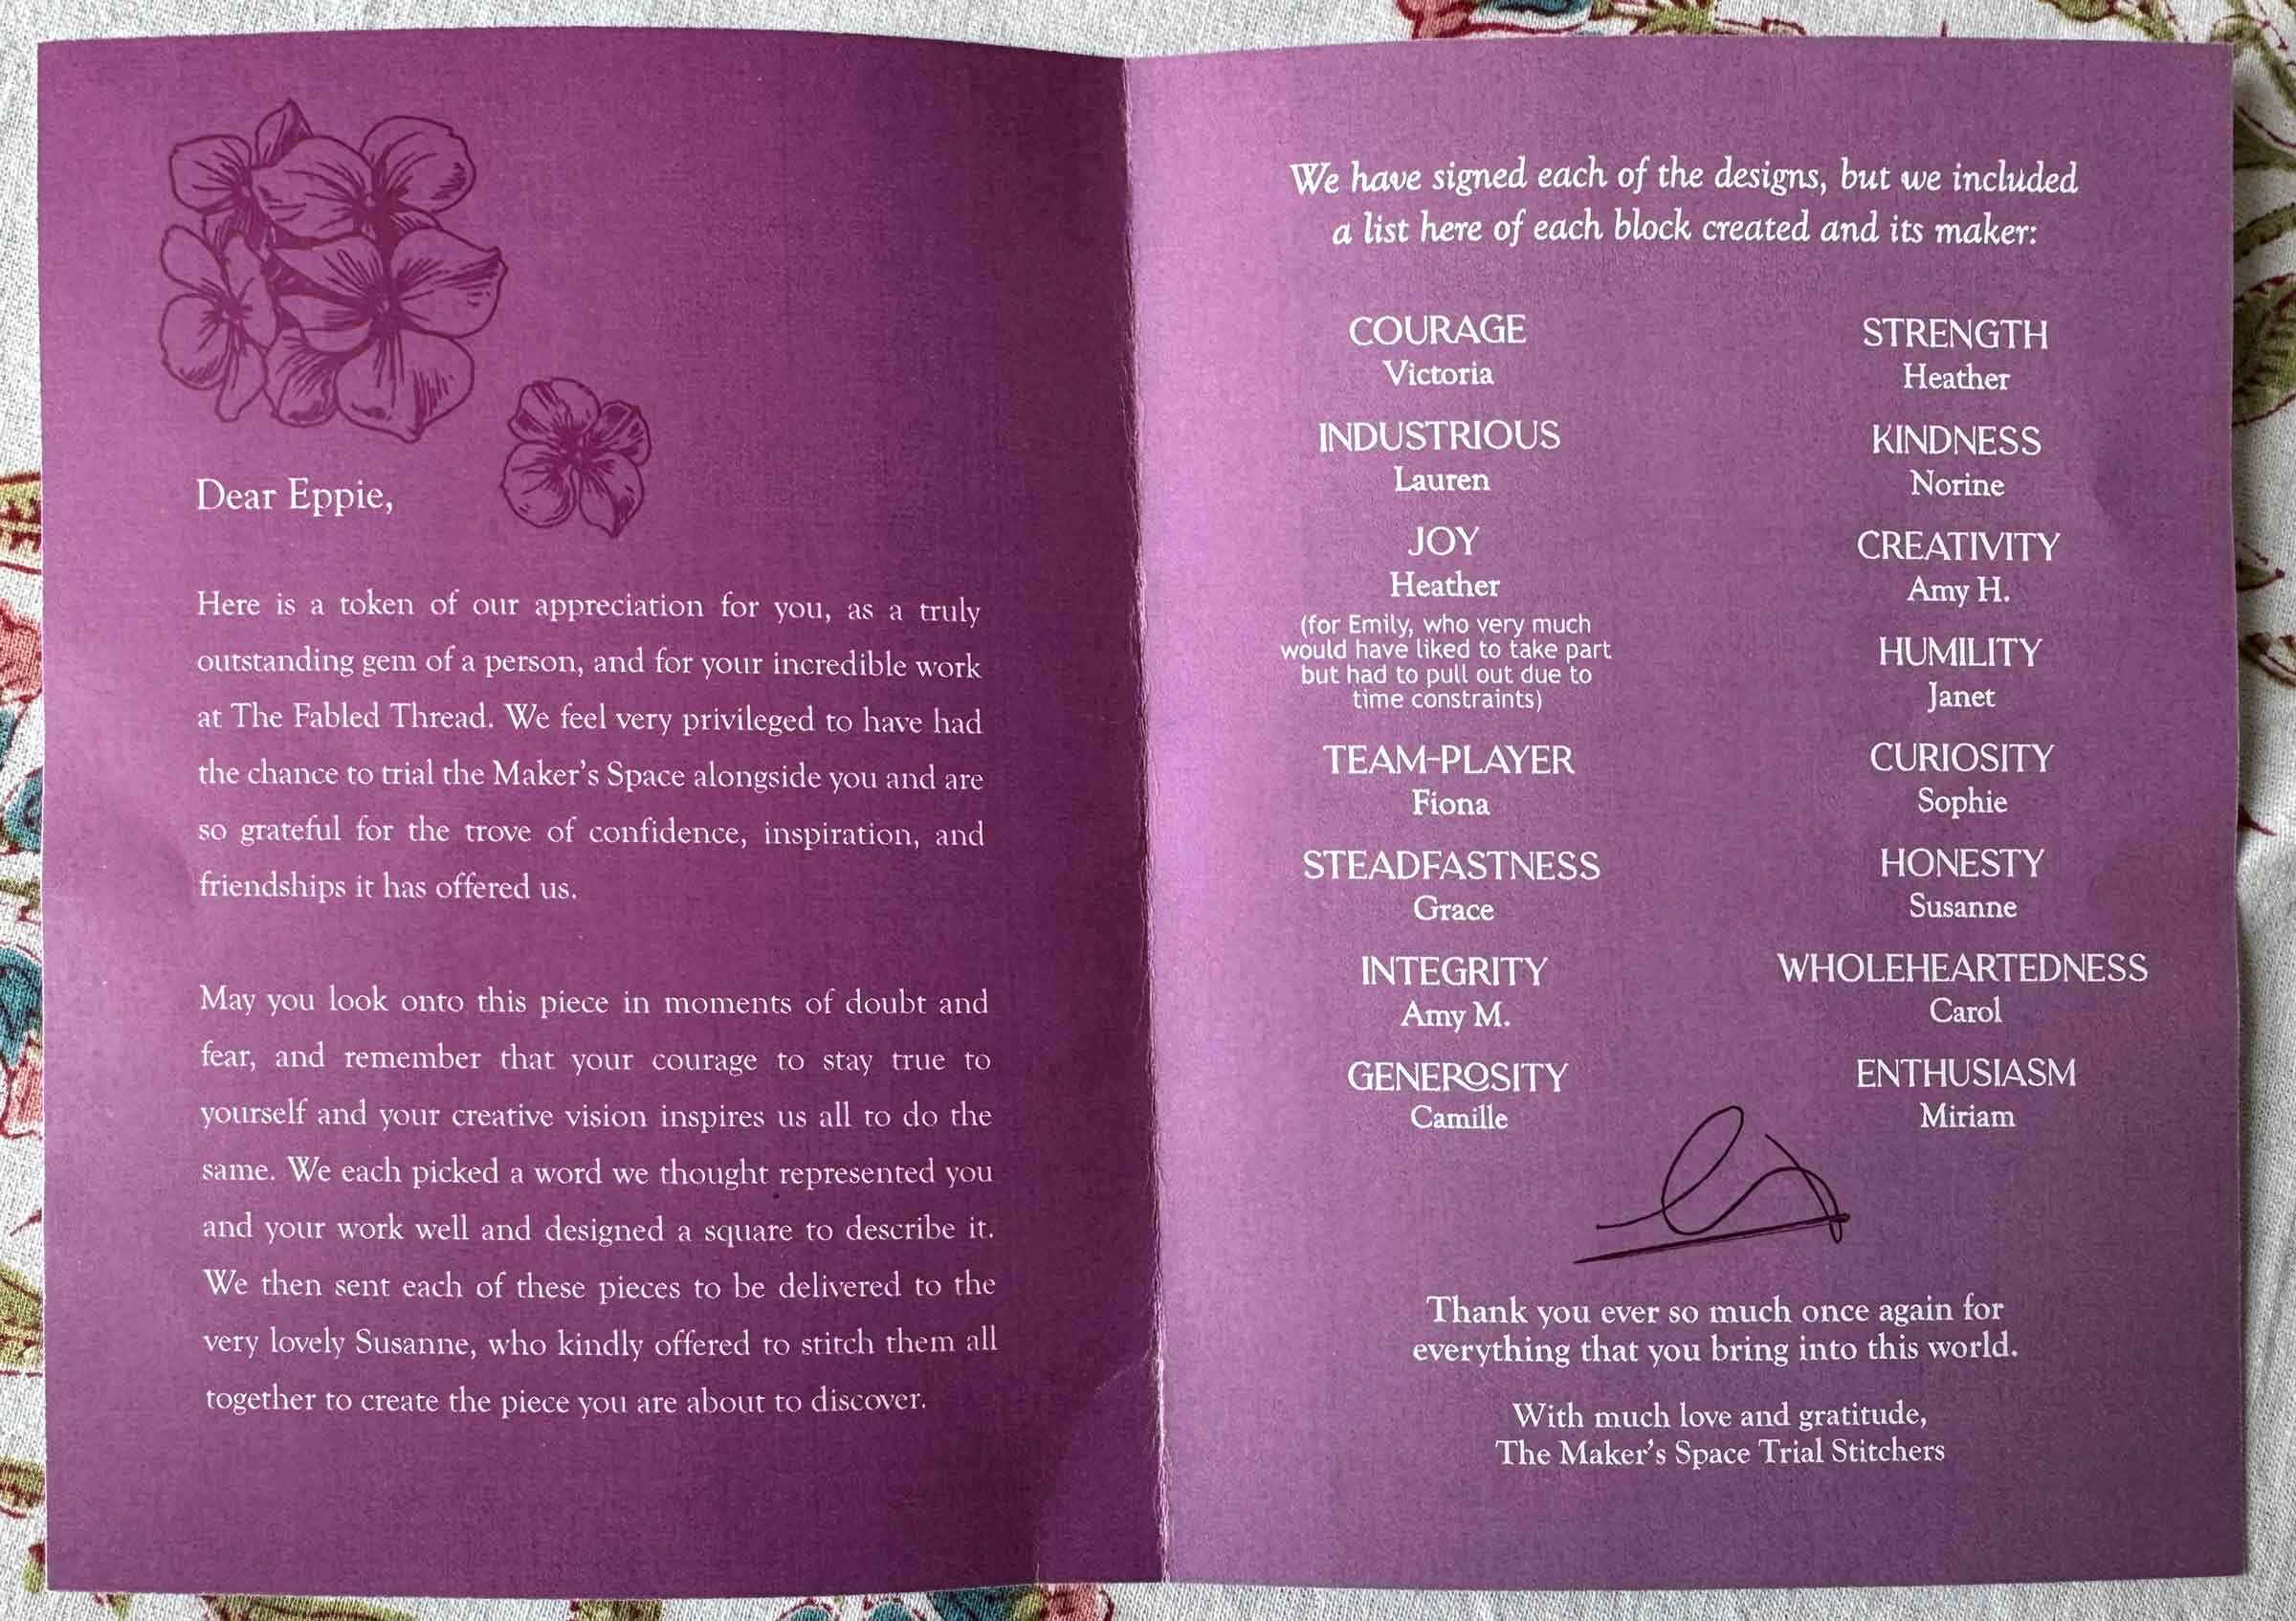 Dear Eppie,
Here is a token of our appreciation for you, as a truly
outstanding gem of a person, and for your incredible work
at The Fabled Thread. We feel very privileged to have had
the chance to trial the Maker's Space alongside you and are
so grateful for the trove of confidence, inspiration, and
friendships it has offered us.
May you look onto this piece in moments of doubt and
fear, and remember that your courage to stay true to
yourself and your creative vision inspires us all to do the
same. We each picked a word we thought represented you
and your work well and designed a square to describe it.
We then sent each of these pieces to be delivered to the
very lovely Susanne, who kindly offered to stitch them all
together to create the piece you are about to discover.
We have signed each of the designs, but we included
a list here of each block created and its maker:
COURAGE
Victoria
INDUSTRIOUS
Lauren
JOY
Heather
(for Emily, who very much
would have liked to take part
but had to pull out due to
time constraints)
TEAM-PLAYER
Fiona
STEADFASTNESS
Grace
INTEGRITY
Amy M.
GENEROSITY
Camille
STRENGTH
Heather
KINDNESS
Norine
CREATIVITY
Amy H.
HUMILITY
Janet
CURIOSITY
Sophie
HONESTY
Susanne
WHOLEHEARTEDNESS
Carol
ENTHUSIASM
Miriam
Thank you ever so much once again for
everything that you bring into this world.
With much love and gratitude,
The Maker's Space Trial Stitchers